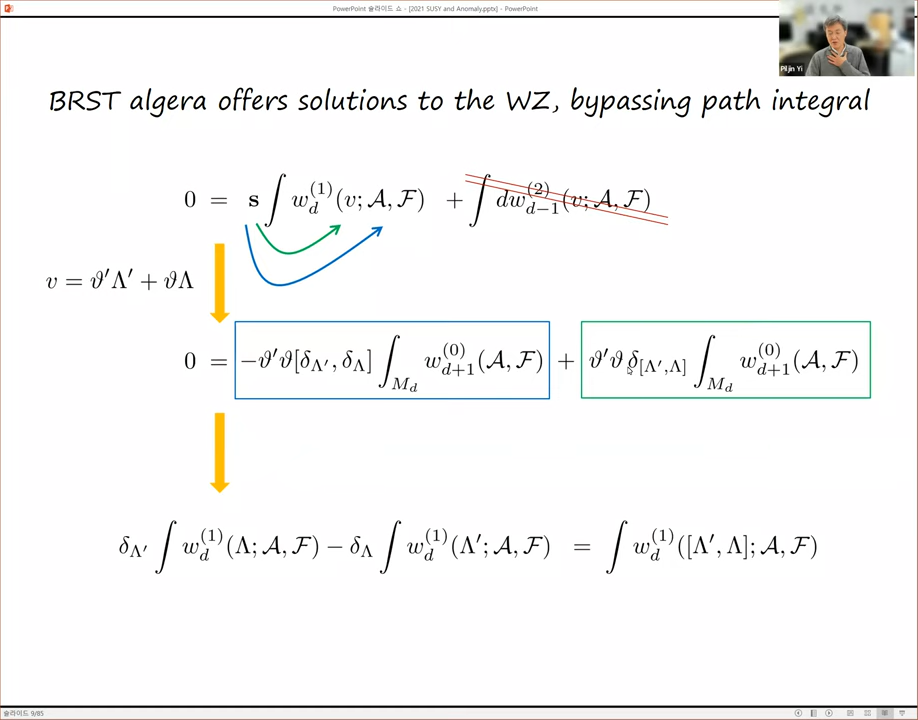 PowerPoint 슬라이드 쇼 - [2021 SUSY and Anomaly.pptx] - PowerPoint
Piljin Yi
BRST algera offers solutions to the WZ, bypassing path integral
0 = s∫ w_d^{(1)}(v; 𝒜, ℱ) + ∫ dw_{d-1}^{(2)}(v; 𝒜, ℱ)
v = ϑ′Λ′ + ϑΛ
0 = −ϑ′ϑ[δ_{Λ′}, δ_Λ] ∫_{M_d} w_{d+1}^{(0)}(𝒜, ℱ) + ϑ′ϑ δ_{[Λ′,Λ]} ∫_{M_d} w_{d+1}^{(0)}(𝒜, ℱ)
δ_{Λ′} ∫ w_d^{(1)}(Λ; 𝒜, ℱ) − δ_Λ ∫ w_d^{(1)}(Λ′; 𝒜, ℱ) = ∫ w_d^{(1)}([Λ′, Λ]; 𝒜, ℱ)
슬라이드 9/85